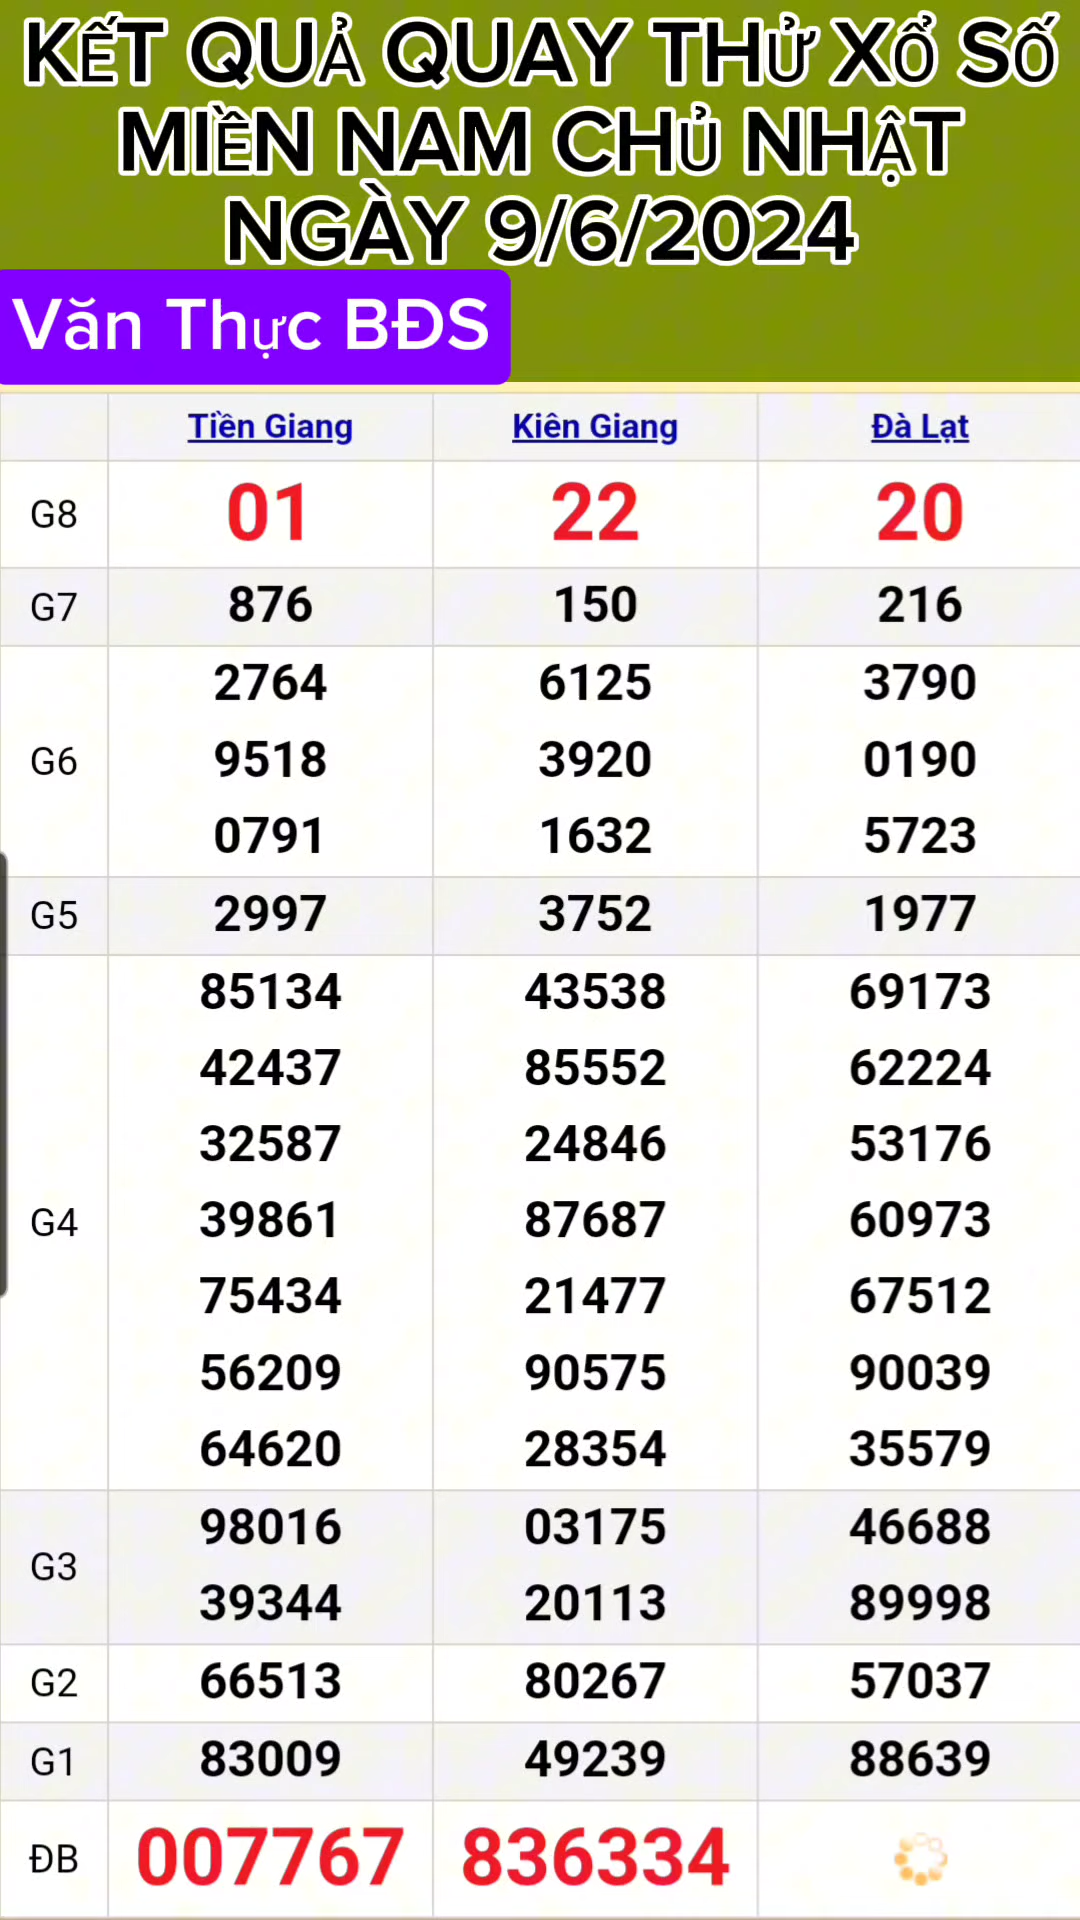 KẾT QUẢ QUAY THỬ XỔ SỐ
MIỀN NAM CHỦ NHẬT
NGÀY 9/6/2024
Văn Thực BĐS
Tiền Giang Kiên Giang Đà Lạt
G8 01 22 20
G7 876 150 216
2764 6125 3790
G6 9518 3920 0190
0791 1632 5723
G5 2997 3752 1977
85134 43538 69173
42437 85552 62224
32587 24846 53176
G4 39861 87687 60973
75434 21477 67512
56209 90575 90039
64620 28354 35579
G3 98016 03175 46688
39344 20113 89998
G2 66513 80267 57037
G1 83009 49239 88639
ĐB 007767 836334